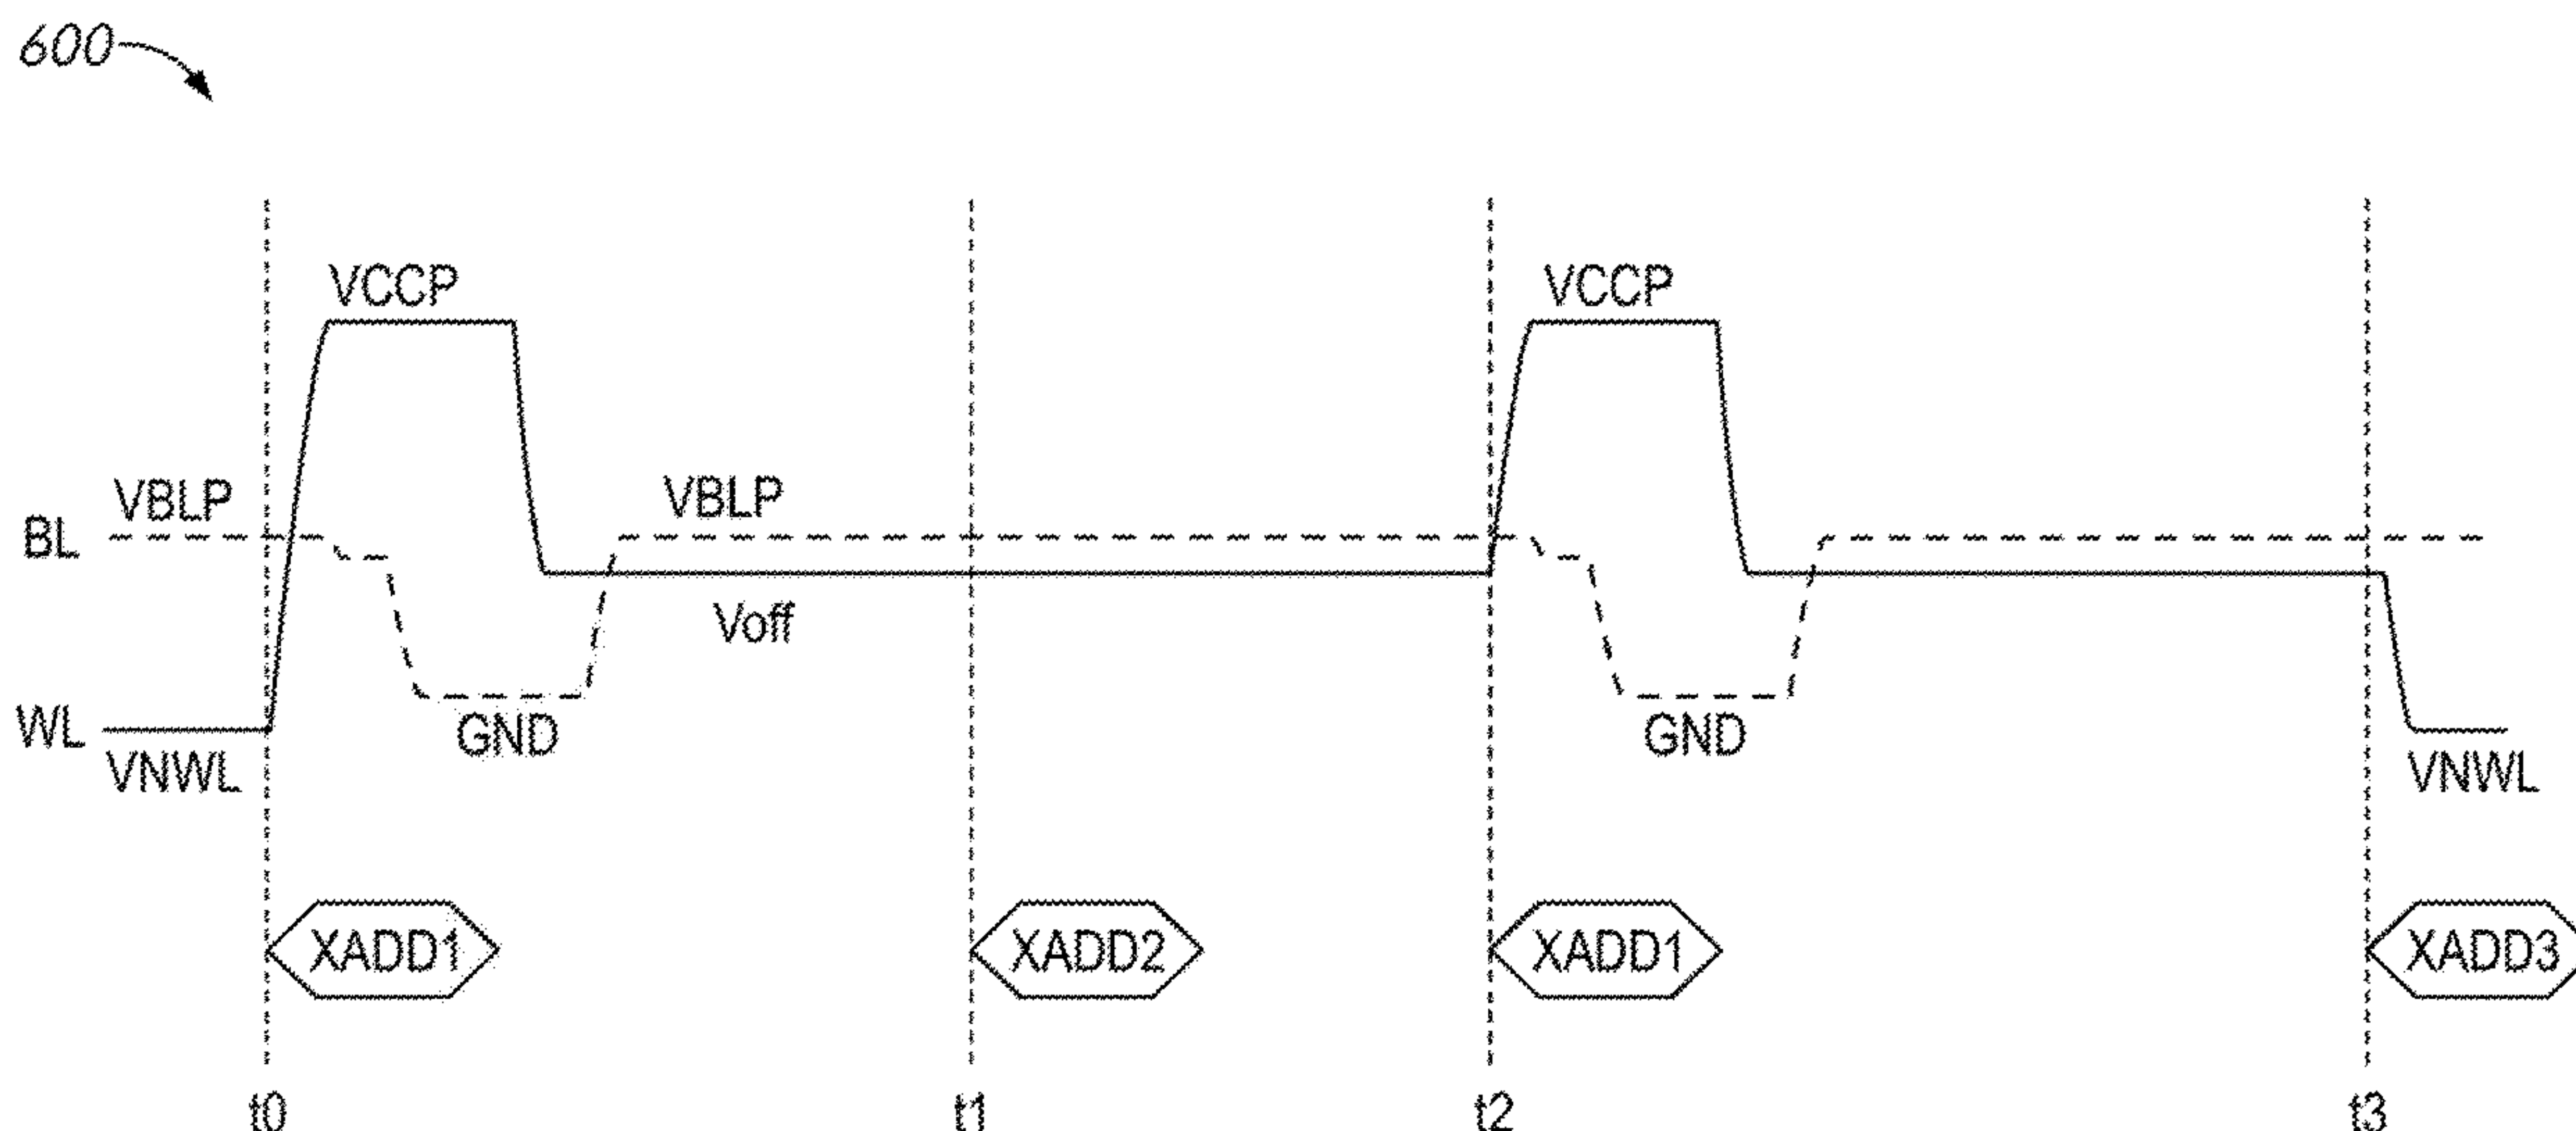 600
VCCP VCCP
VBLP VBLP
BL
Voff
WL GND GND
VNWL VNWL
XADD1 XADD2 XADD1 XADD3
t0 t1 t2 t3